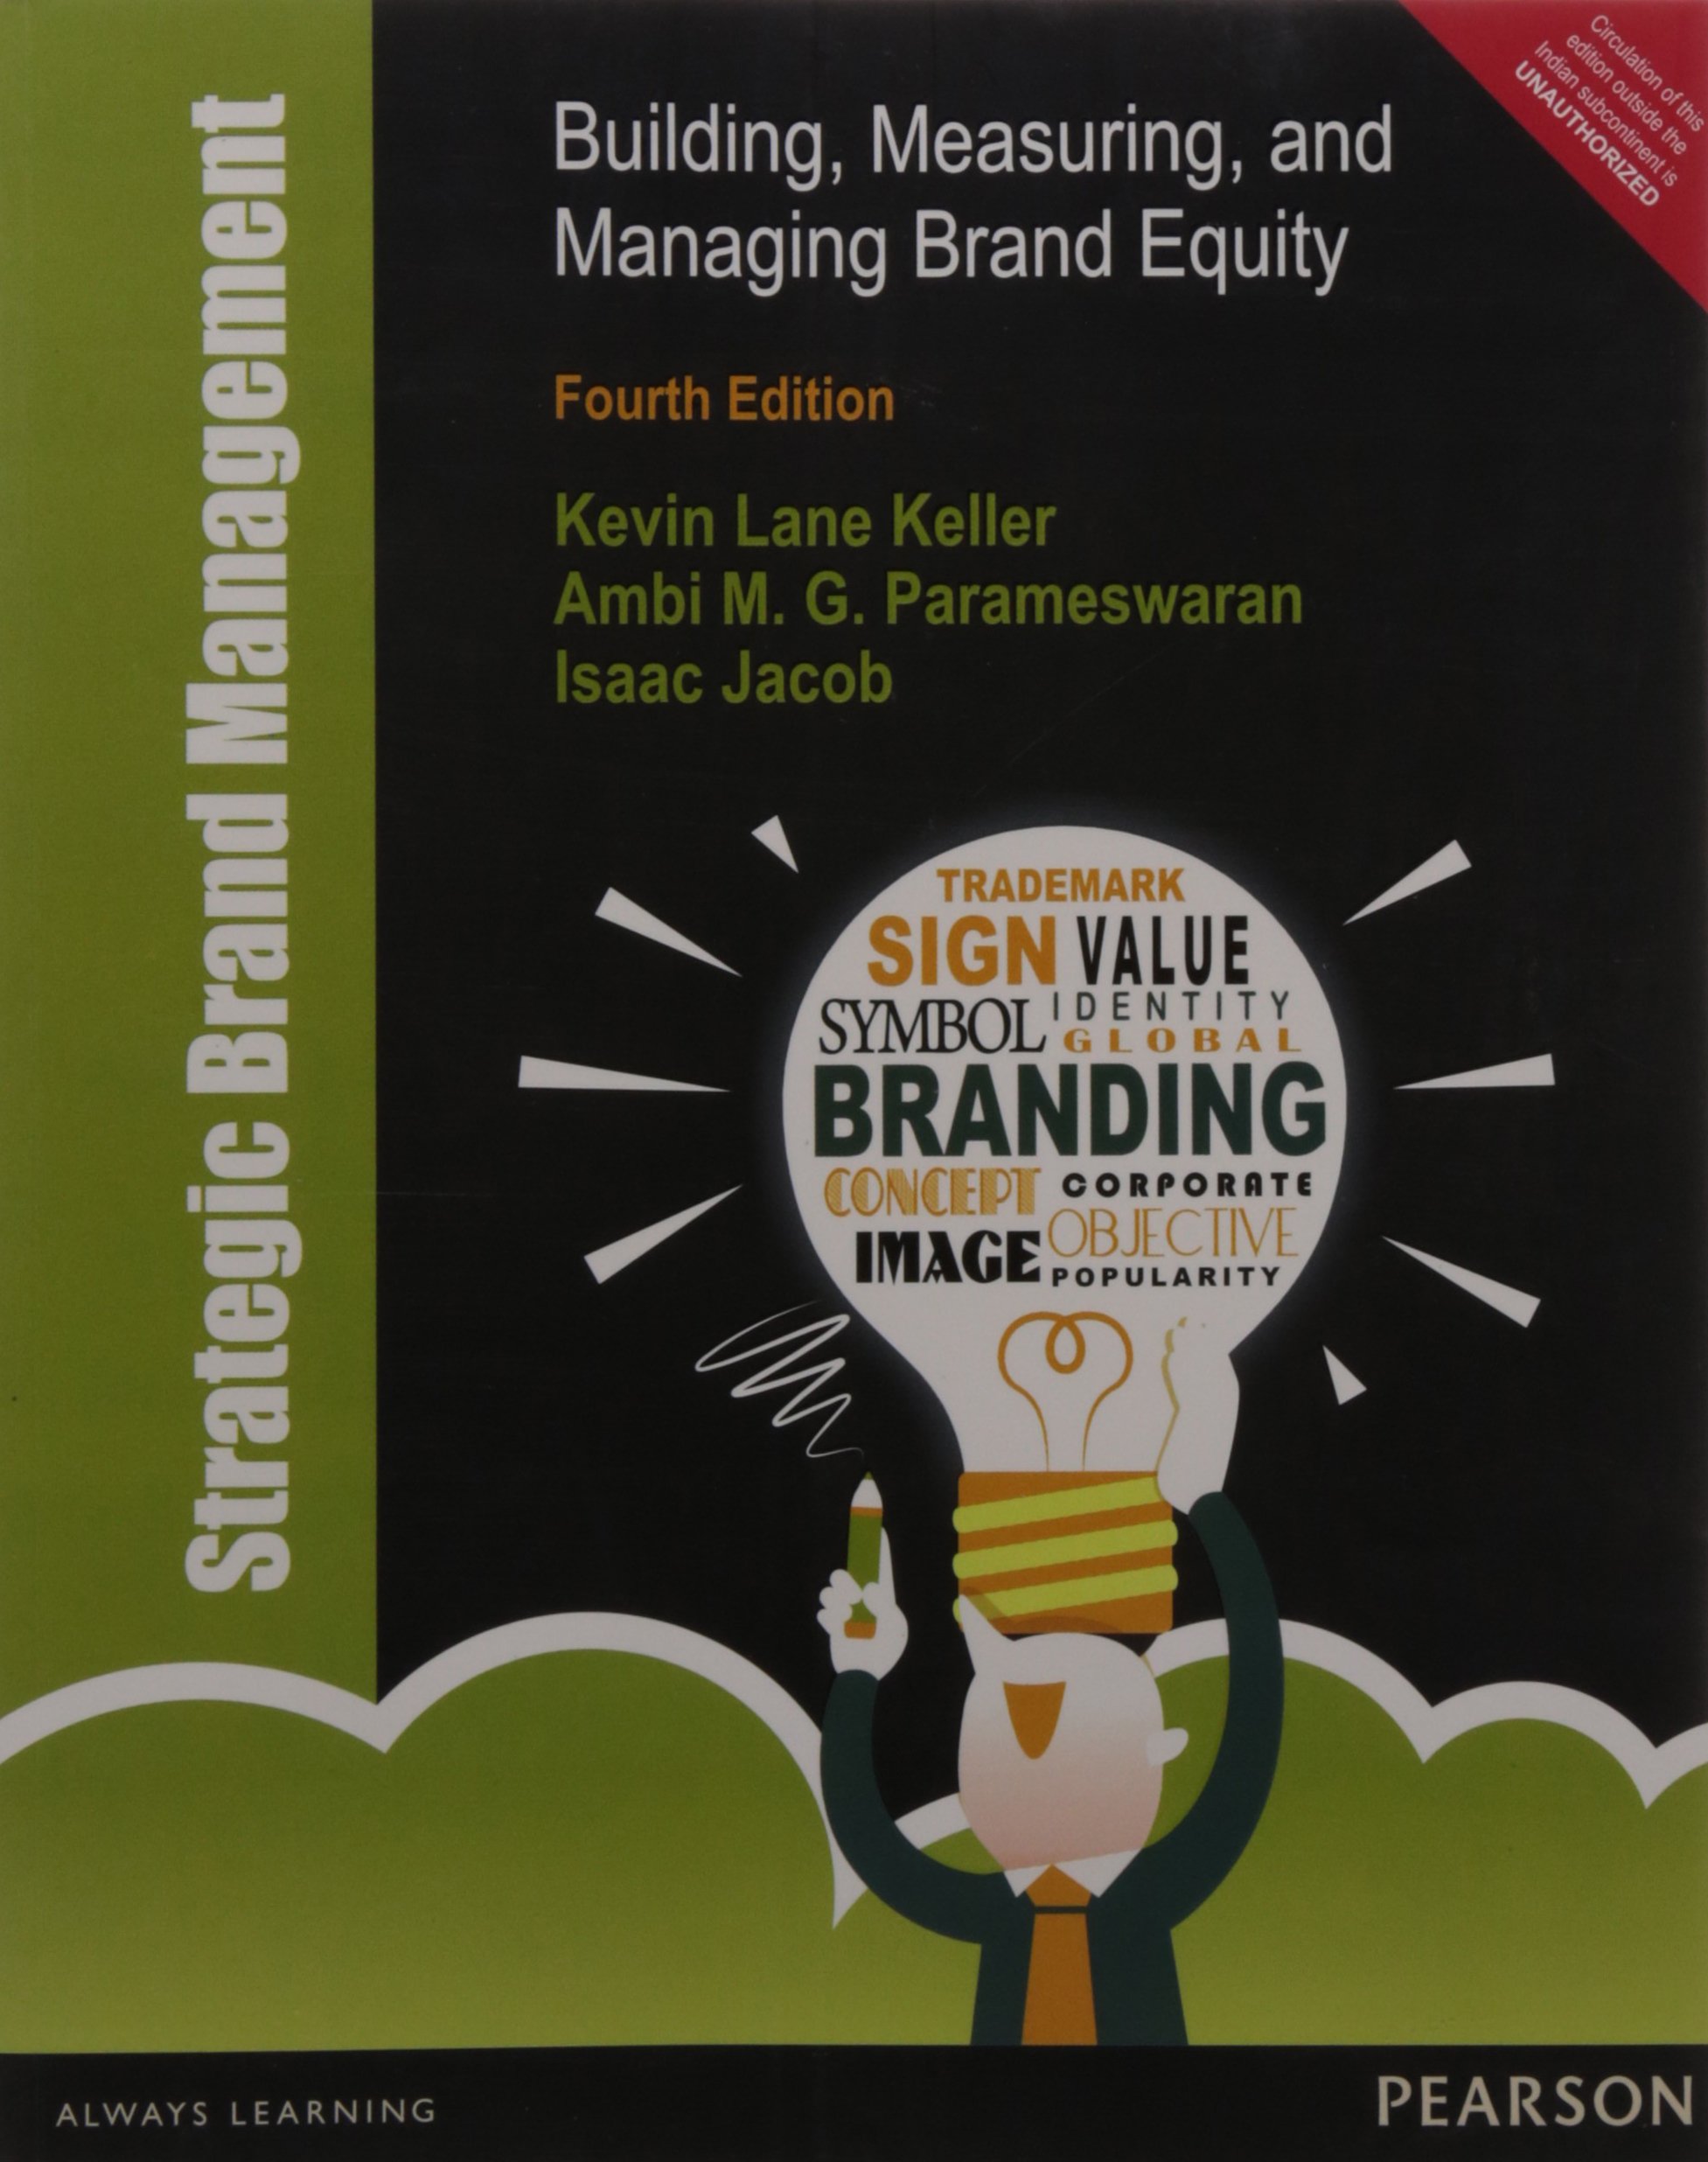 Strategic Brand Management
Building, Measuring, and
Managing Brand Equity
Circulation of this
edition outside the
Indian subcontinent is
UNAUTHORIZED
Fourth Edition
Kevin Lane Keller
Ambi M. G. Parameswaran
Isaac Jacob
TRADEMARK
SIGN VALUE
SYMBOL IDENTITY
GLOBAL
BRANDING
CONCEPT CORPORATE
IMAGE OBJECTIVE
POPULARITY
ALWAYS LEARNING
PEARSON